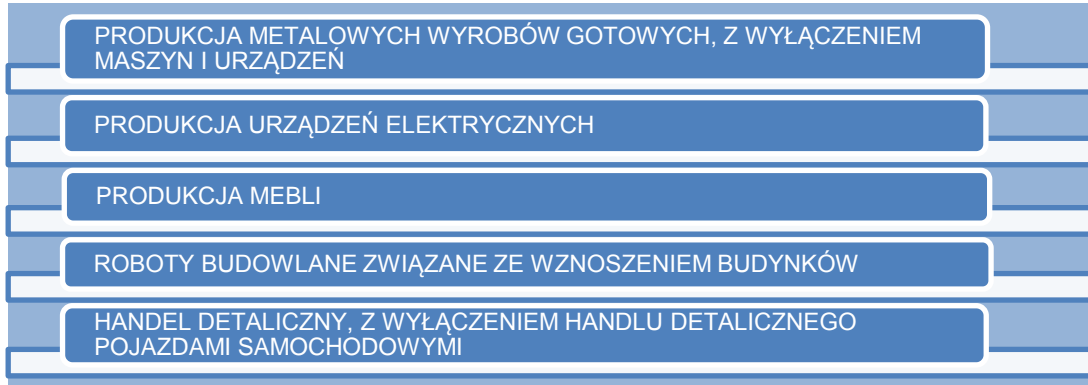 PRODUKCJA METALOWYCH WYROBÓW GOTOWYCH, Z WYŁĄCZENIEM
MASZYN I URZĄDZEŃ
PRODUKCJA URZĄDZEŃ ELEKTRYCZNYCH
PRODUKCJA MEBLI
ROBOTY BUDOWLANE ZWIĄZANE ZE WZNOSZENIEM BUDYNKÓW
HANDEL DETALICZNY, Z WYŁĄCZENIEM HANDLU DETALICZNEGO
POJAZDAMI SAMOCHODOWYMI